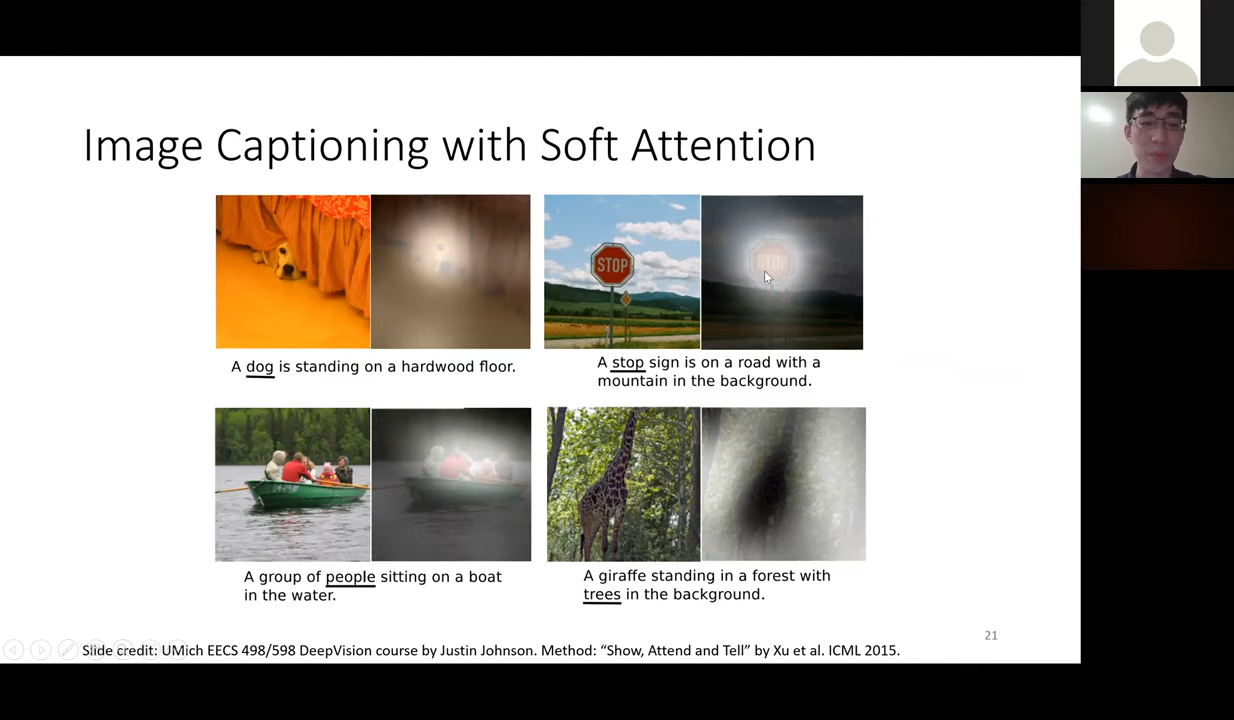 Image Captioning with Soft Attention
STOP
STOP
A dog is standing on a hardwood floor.
A stop sign is on a road with a
mountain in the background.
A group of people sitting on a boat
in the water.
A giraffe standing in a forest with
trees in the background.
21
Slide credit: UMich EECS 498/598 DeepVision course by Justin Johnson. Method: “Show, Attend and Tell” by Xu et al. ICML 2015.